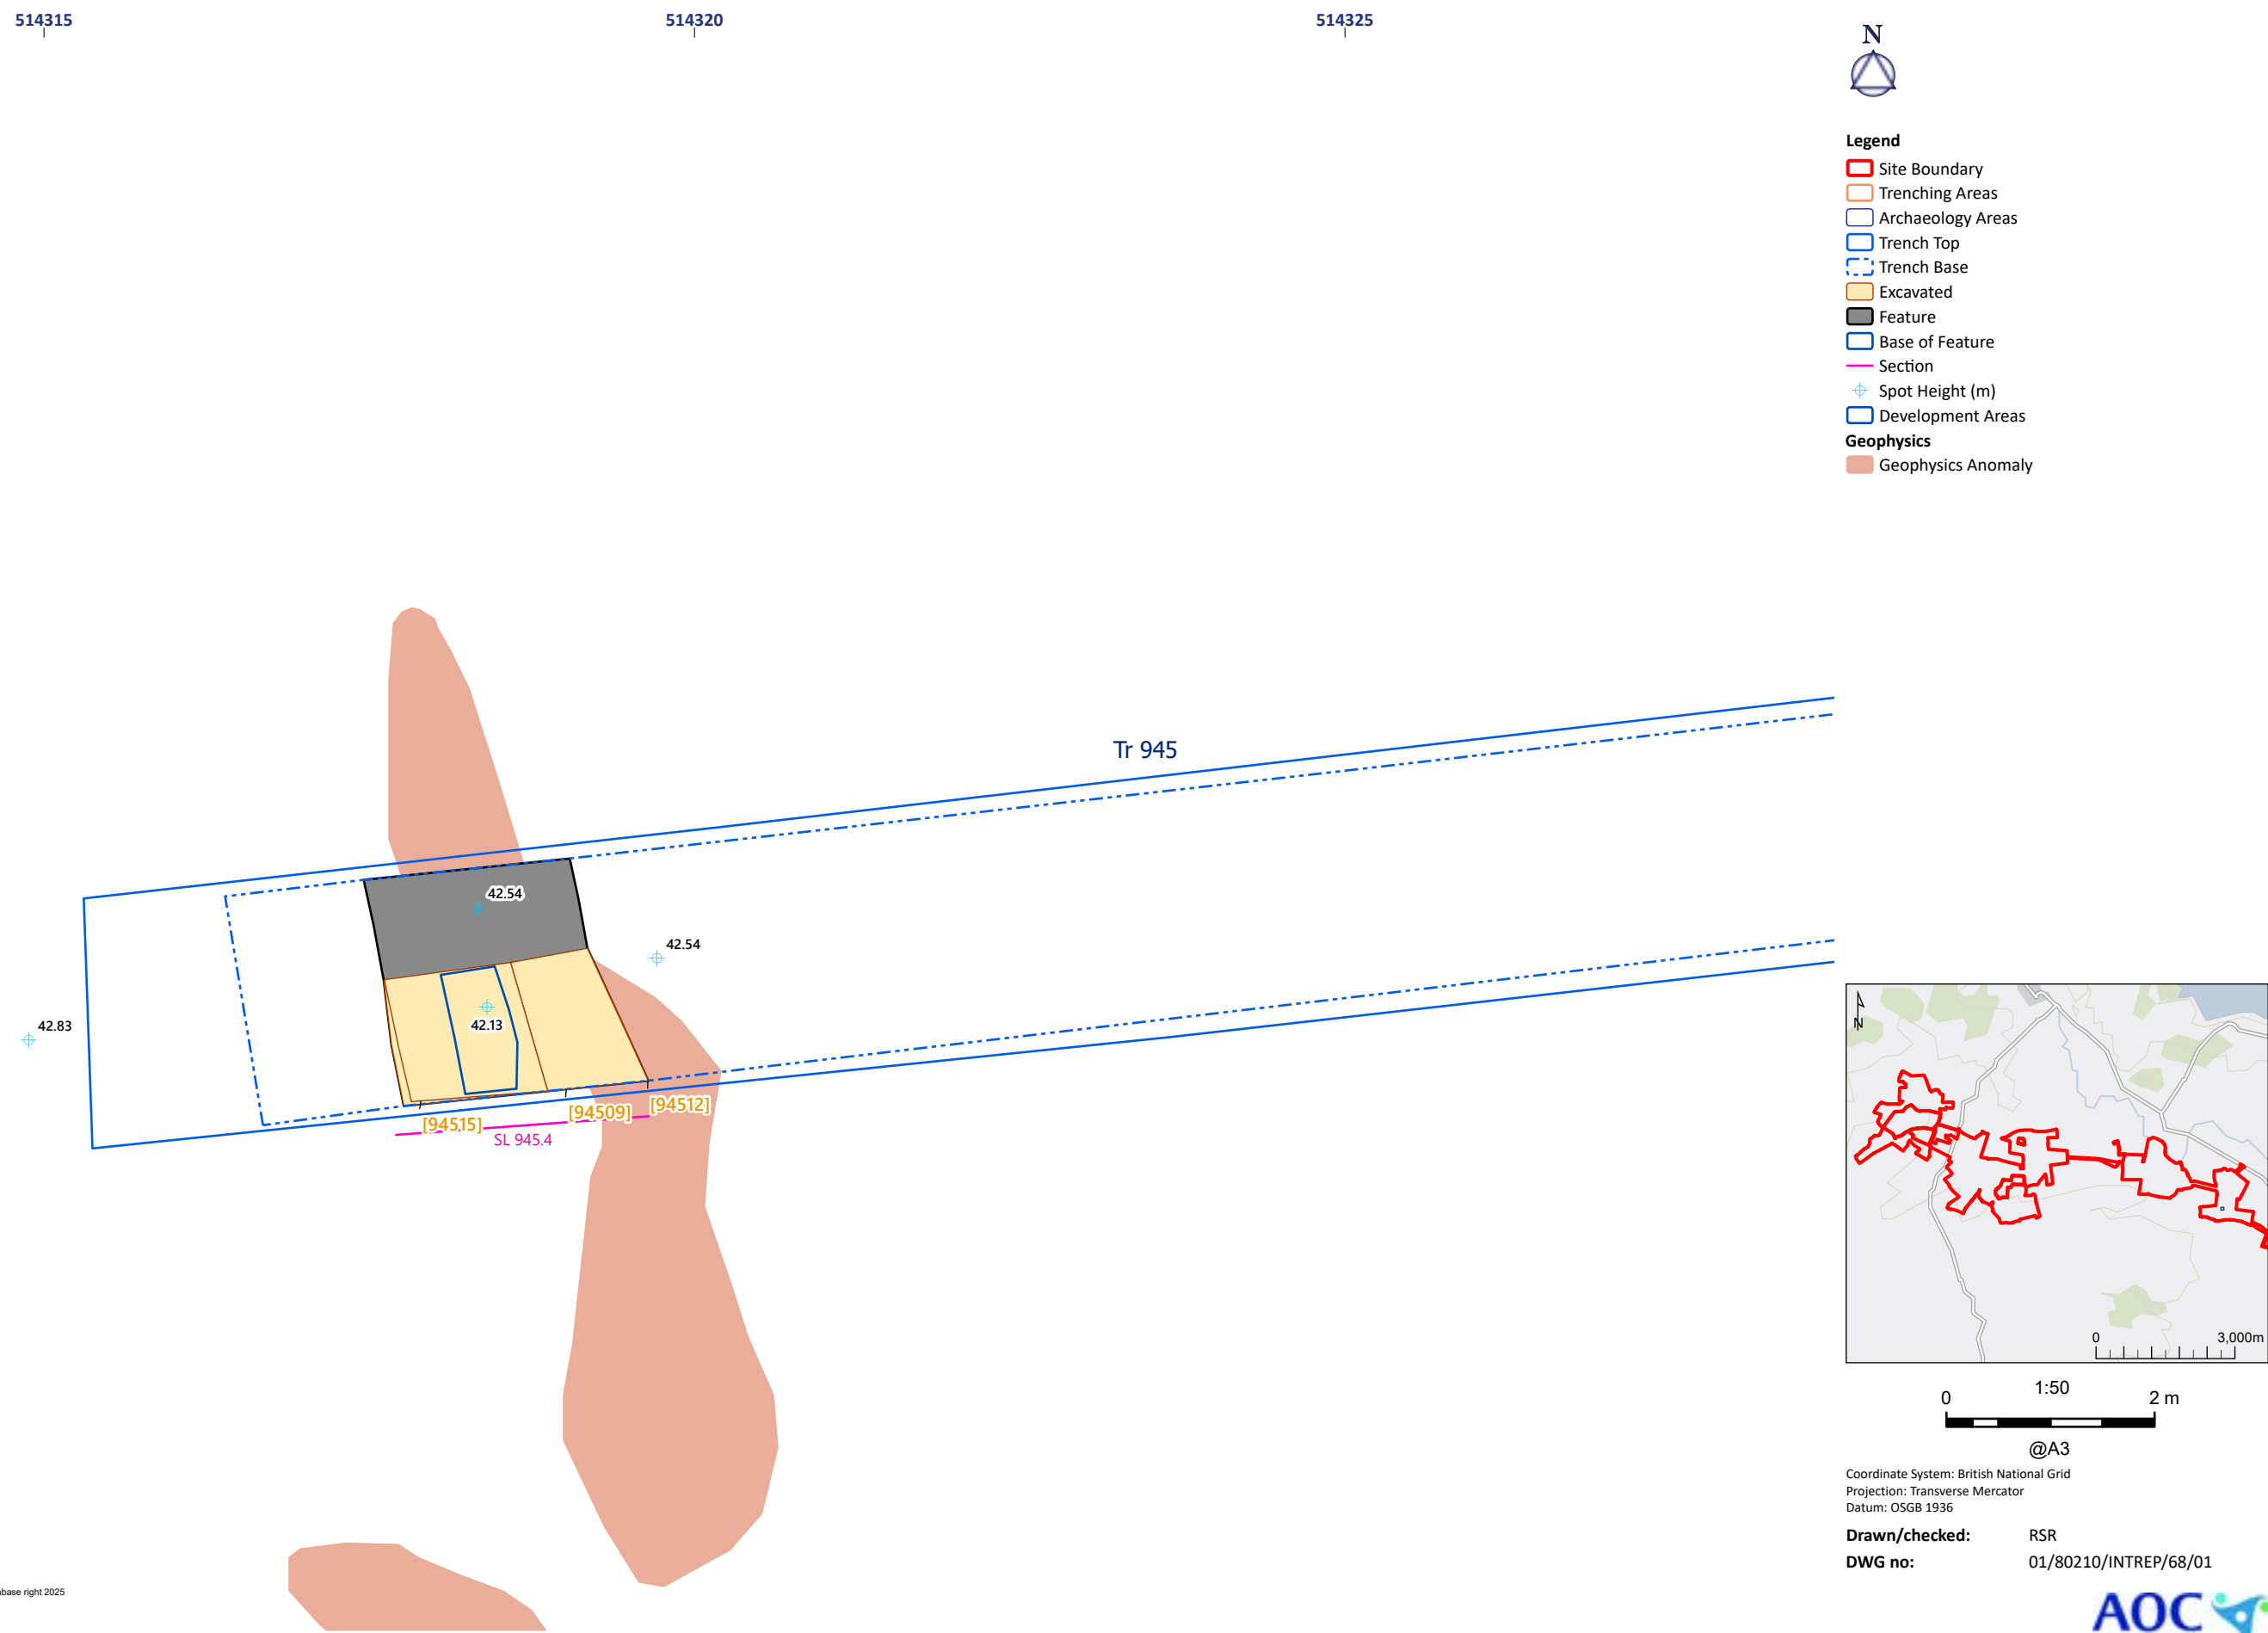 514315
514320
514325
Tr 945
42.54
42.54
42.13
42.83
[94515]
[94509]
[94512]
SL 945.4
N
Legend
Site Boundary
Trenching Areas
Archaeology Areas
Trench Top
Trench Base
Excavated
Feature
Base of Feature
Section
Spot Height (m)
Development Areas
Geophysics
Geophysics Anomaly
N
0 3,000m
1:50
0 2 m
@A3
Coordinate System: British National Grid
Projection: Transverse Mercator
Datum: OSGB 1936
Drawn/checked: RSR
DWG no: 01/80210/INTREP/68/01
right 2025
AOC